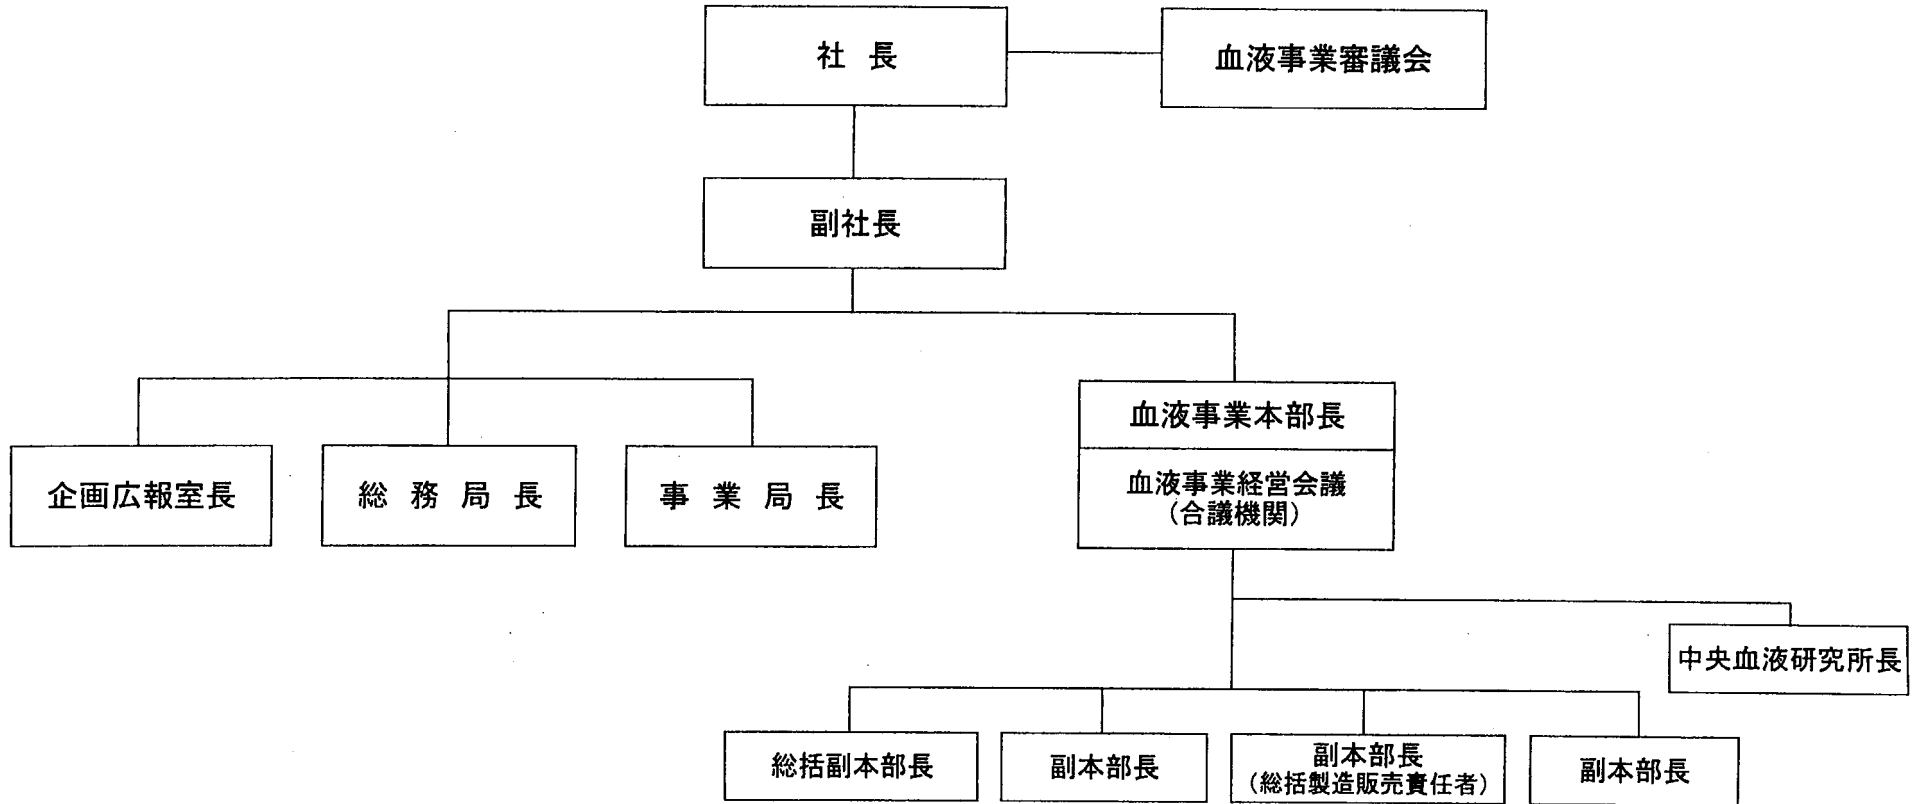 社長
血液事業審議会
副社長
血液事業本部長
血液事業経営会議
（合議機関）
企画広報室長
総務局長
事業局長
中央血液研究所長
総括副本部長
副本部長
副本部長
（総括製造販売責任者）
副本部長